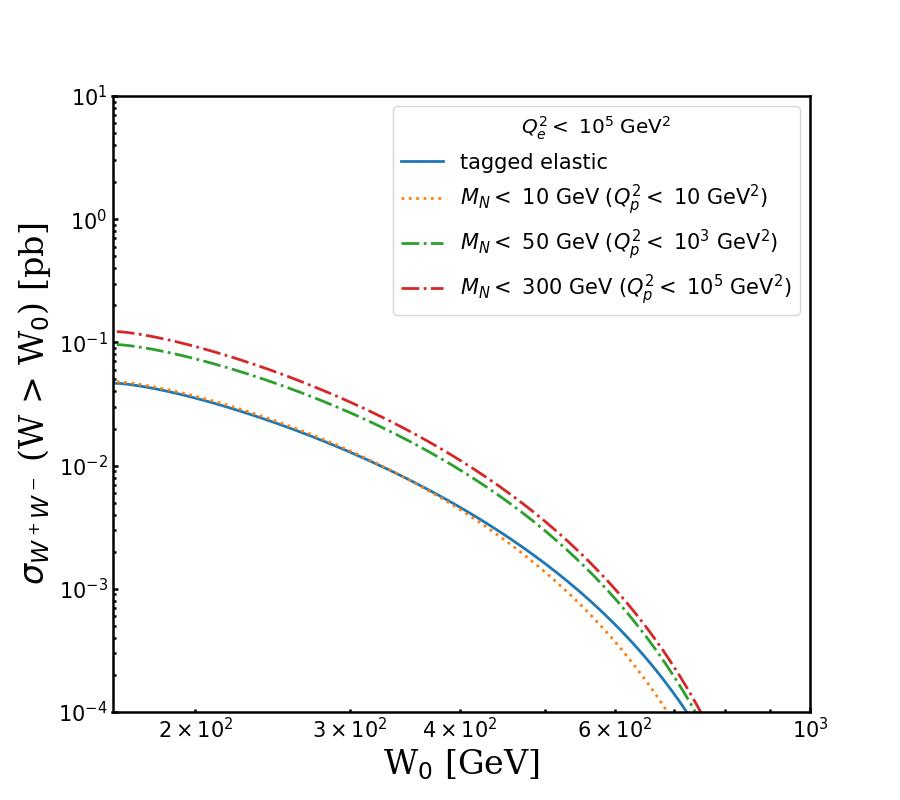 Q_e^2 < 10^5 GeV^2
tagged elastic
M_N < 10 GeV (Q_p^2 < 10 GeV^2)
M_N < 50 GeV (Q_p^2 < 10^3 GeV^2)
M_N < 300 GeV (Q_p^2 < 10^5 GeV^2)
σ_{W^+W^-} (W > W_0) [pb]
10^1
10^0
10^{-1}
10^{-2}
10^{-3}
10^{-4}
2 × 10^2 3 × 10^2 4 × 10^2 6 × 10^2 10^3
W_0 [GeV]